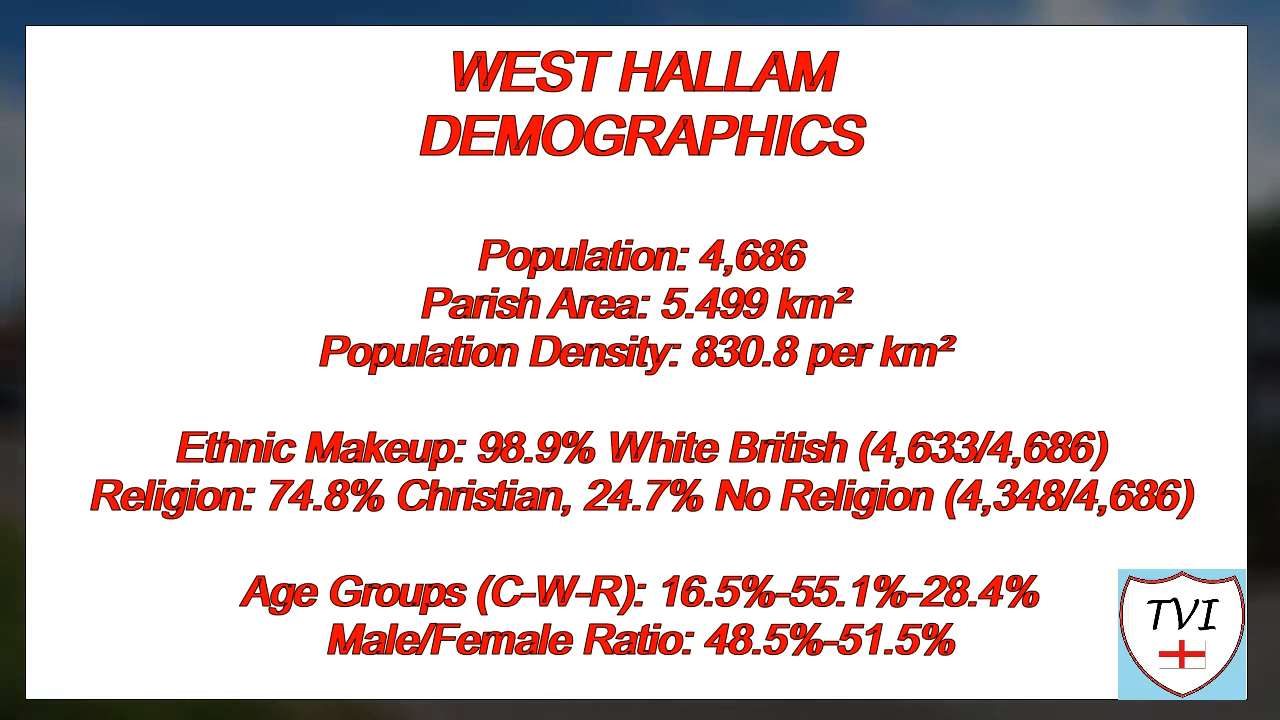 WEST HALLAM
DEMOGRAPHICS
Population: 4,686
Parish Area: 5.499 km²
Population Density: 830.8 per km²
Ethnic Makeup: 98.9% White British (4,633/4,686)
Religion: 74.8% Christian, 24.7% No Religion (4,348/4,686)
Age Groups (C-W-R): 16.5%-55.1%-28.4%
Male/Female Ratio: 48.5%-51.5%
TVI